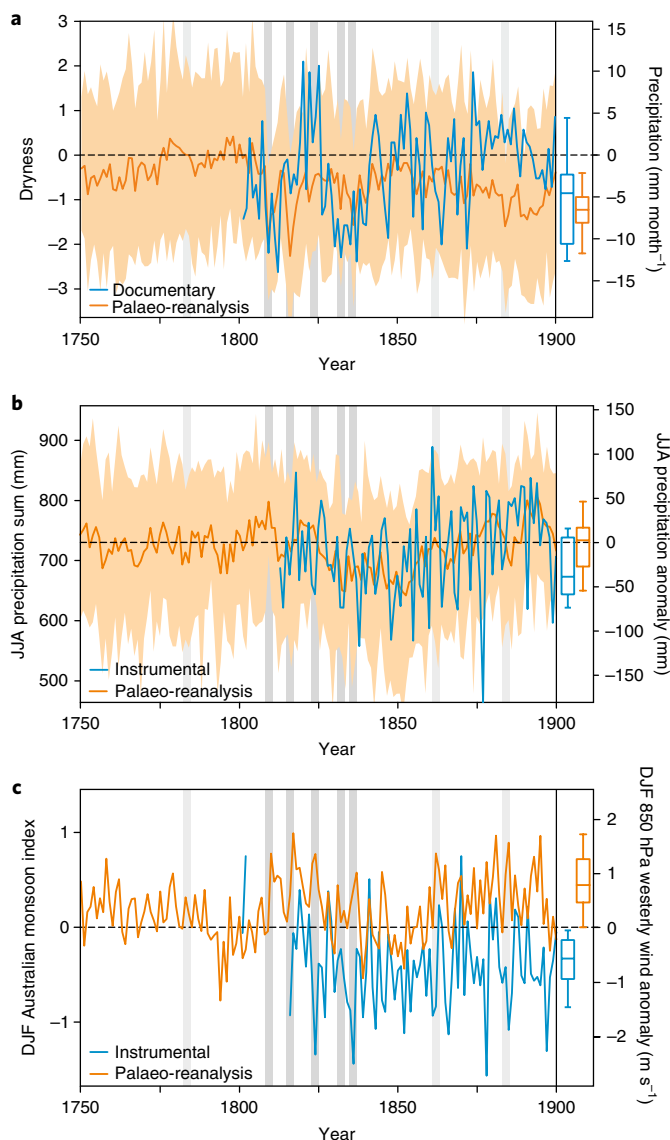 a
3
2
1
0
−1
−2
−3
Dryness
15
10
5
0
−5
−10
−15
Precipitation (mm month⁻¹)
Documentary
Palaeo-reanalysis
1750
1800
1850
1900
Year
b
900
800
700
600
500
JJA precipitation sum (mm)
150
100
50
0
−50
−100
−150
JJA precipitation anomaly (mm)
Instrumental
Palaeo-reanalysis
1750
1800
1850
1900
Year
c
1
0
−1
DJF Australian monsoon index
2
1
0
−1
−2
DJF 850 hPa westerly wind anomaly (m s⁻¹)
Instrumental
Palaeo-reanalysis
1750
1800
1850
1900
Year